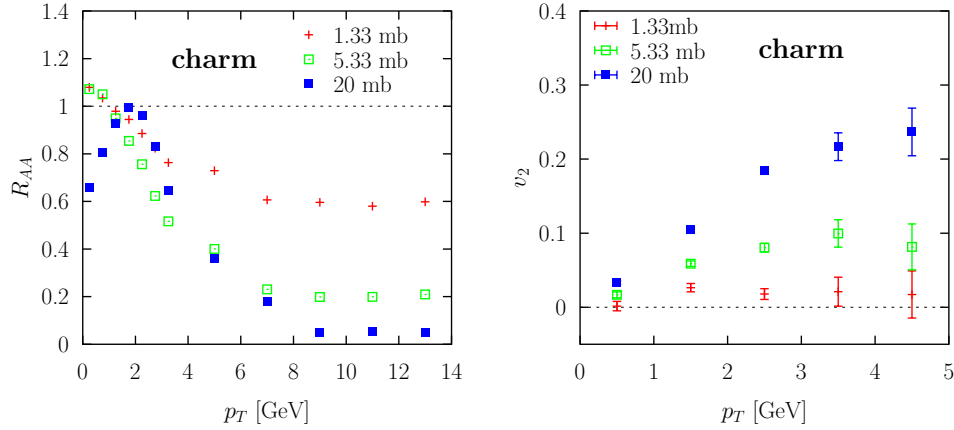 charm
1.33 mb
5.33 mb
20 mb
R_AA
1.4
1.2
1
0.8
0.6
0.4
0.2
0
0 2 4 6 8 10 12 14
p_T [GeV]
charm
1.33mb
5.33 mb
20 mb
v_2
0.4
0.3
0.2
0.1
0
0 1 2 3 4 5
p_T [GeV]